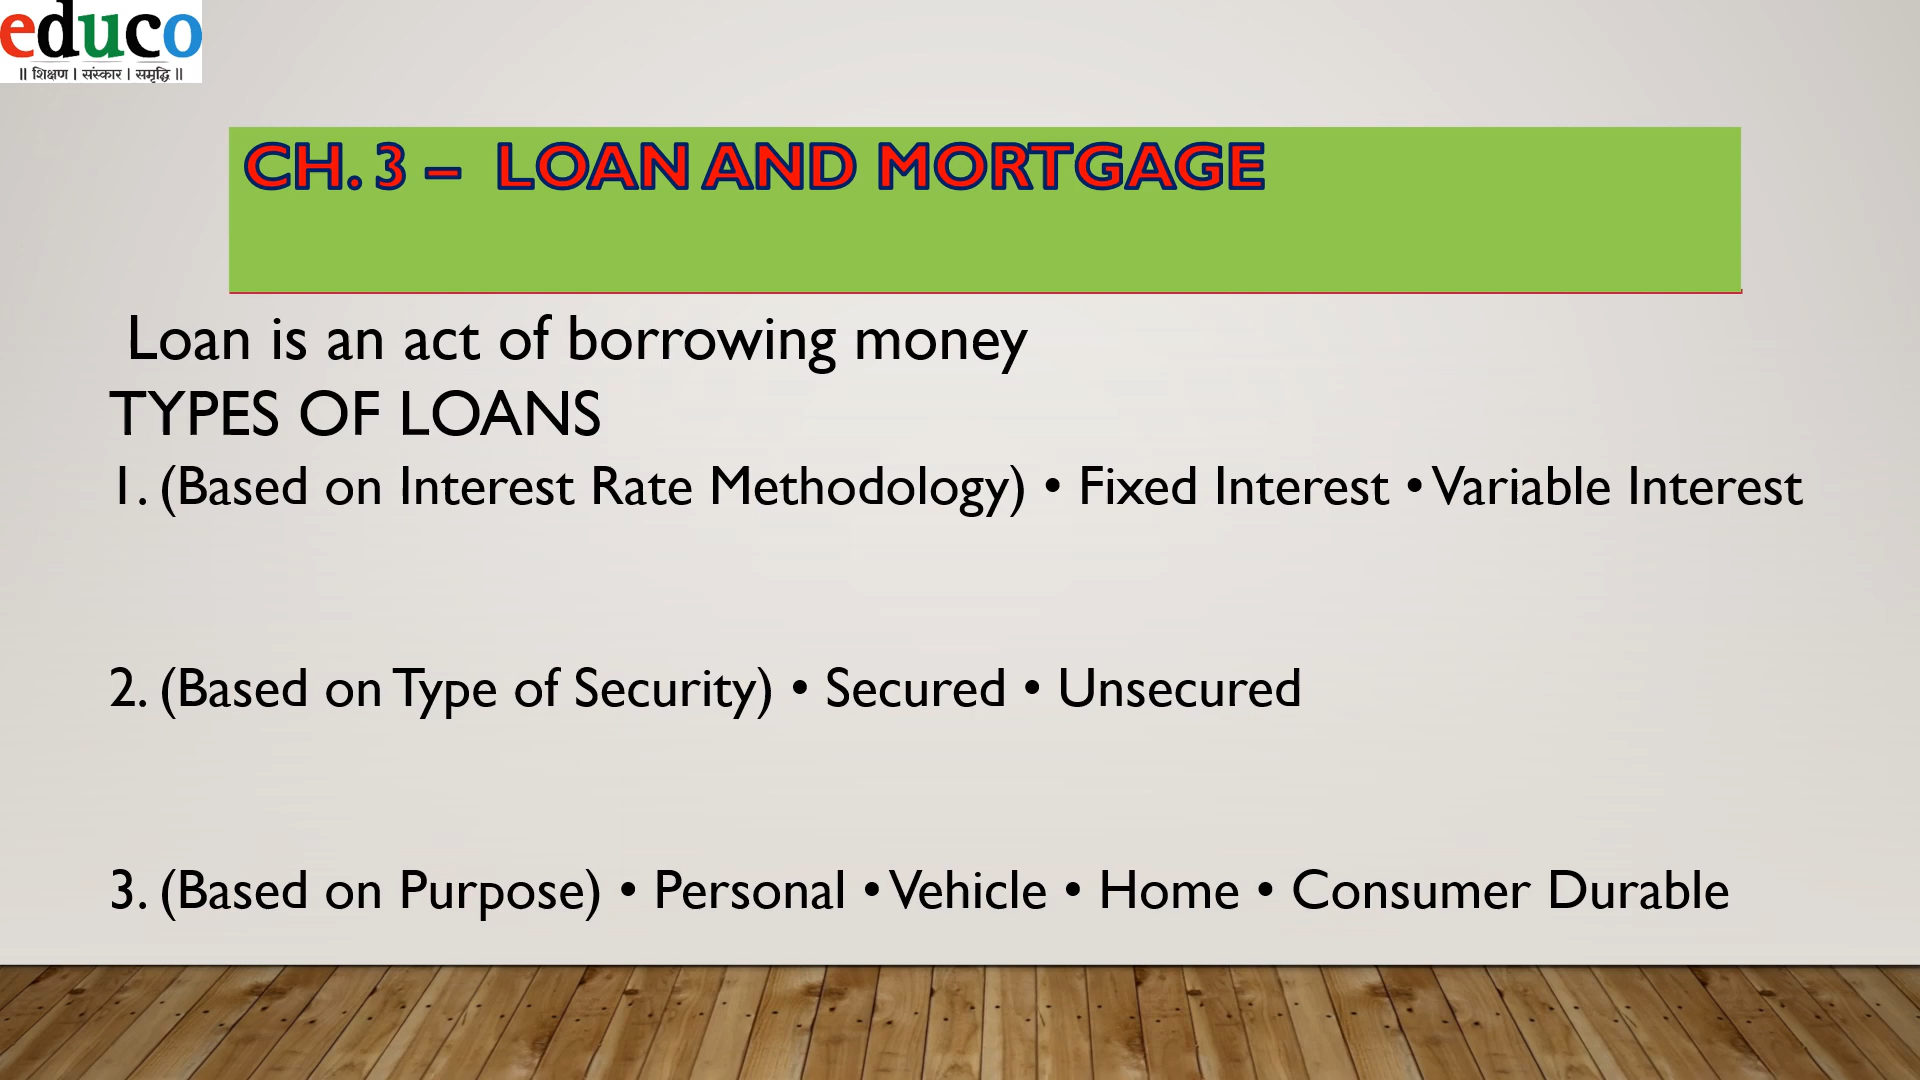 educo
॥ शिक्षण । संस्कार । समृद्धि ॥
CH. 3 – LOAN AND MORTGAGE
Loan is an act of borrowing money
TYPES OF LOANS
1. (Based on Interest Rate Methodology) • Fixed Interest • Variable Interest
2. (Based on Type of Security) • Secured • Unsecured
3. (Based on Purpose) • Personal • Vehicle • Home • Consumer Durable